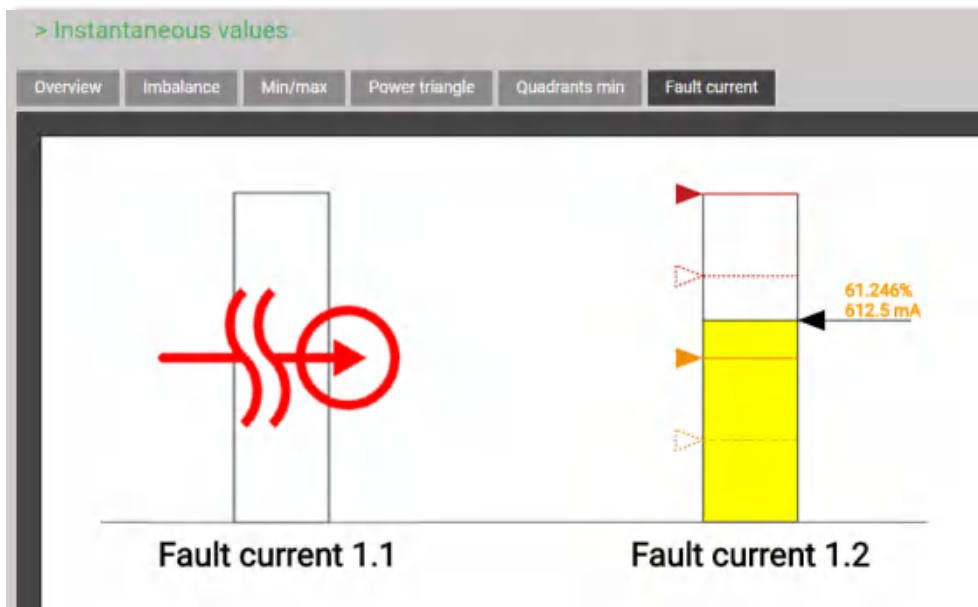 > Instantaneous values
Overview
Imbalance
Min/max
Power triangle
Quadrants min
Fault current
61.246%
612.5 mA
Fault current 1.1
Fault current 1.2